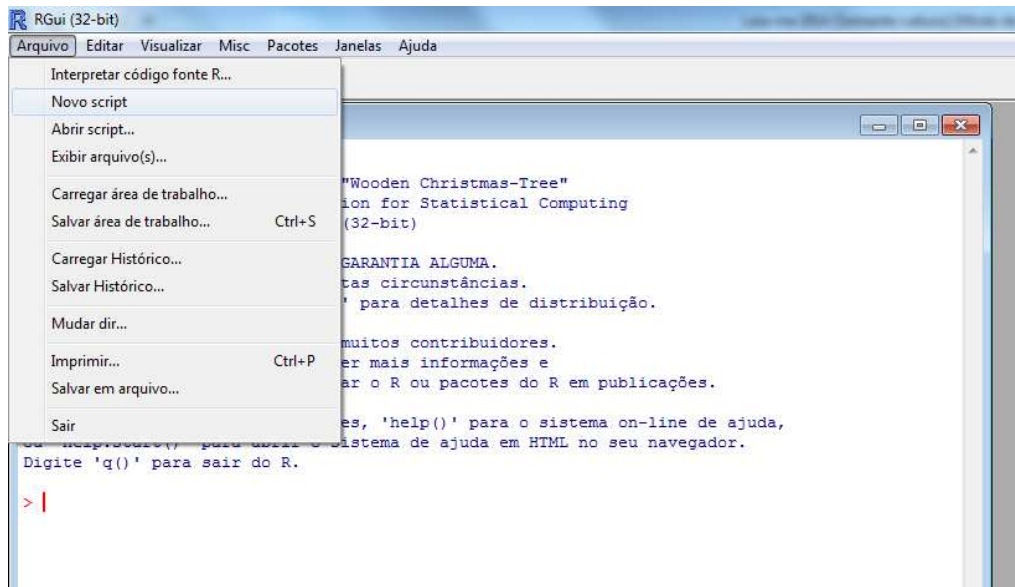 RGui (32-bit)
Arquivo Editar Visualizar Misc Pacotes Janelas Ajuda
Interpretar código fonte R...
Novo script
Abrir script...
Exibir arquivo(s)...
Carregar área de trabalho...
Salvar área de trabalho... Ctrl+S
Carregar Histórico...
Salvar Histórico...
Mudar dir...
Imprimir... Ctrl+P
Salvar em arquivo...
Sair
"Wooden Christmas-Tree"
ion for Statistical Computing
(32-bit)
GARANTIA ALGUMA.
tas circunstâncias.
' para detalhes de distribuição.
muitos contribuidores.
er mais informações e
ar o R ou pacotes do R em publicações.
es, 'help()' para o sistema on-line de ajuda,
sistema de ajuda em HTML no seu navegador.
Digite 'q()' para sair do R.
>